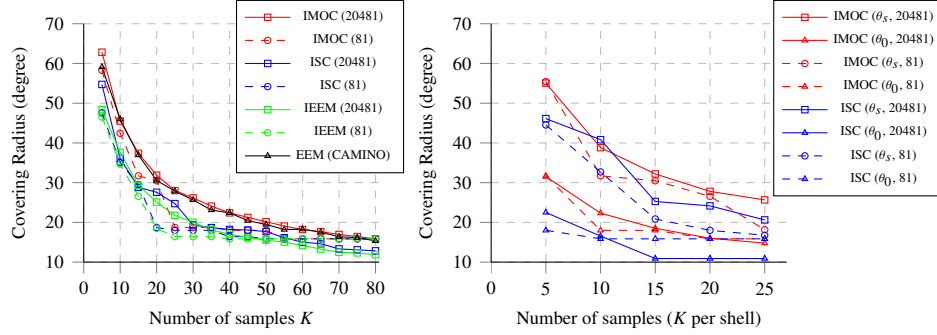 IMOC (20481)
IMOC (81)
ISC (20481)
ISC (81)
IEEM (20481)
IEEM (81)
EEM (CAMINO)
70
60
50
40
30
20
10
0 10 20 30 40 50 60 70 80
Number of samples K
Covering Radius (degree)
IMOC (θs, 20481)
IMOC (θ0, 20481)
IMOC (θs, 81)
IMOC (θ0, 81)
ISC (θs, 20481)
ISC (θ0, 20481)
ISC (θs, 81)
ISC (θ0, 81)
70
60
50
40
30
20
10
0 5 10 15 20 25
Number of samples (K per shell)
Covering Radius (degree)